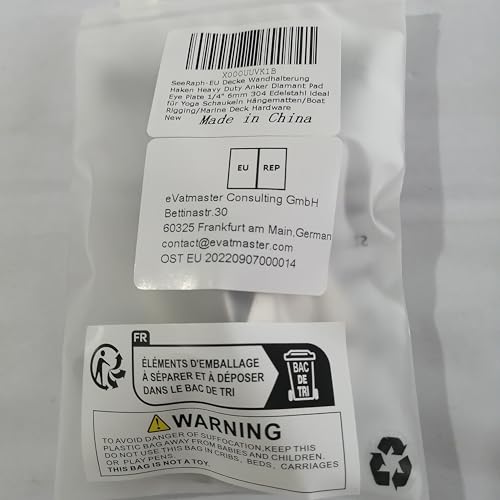 X000UUVKIB
SeeRaph-EU Decke Wandhalterung
Haken Heavy Duty Anker Diamant Pad
Eye Plate 1/4" 6mm 304 Edelstahl Ideal
für Yoga Schaukeln Hängematten/Boat
Rigging/Marine Deck Hardware
New
Made in China
EU REP
eVatmaster Consulting GmbH
Bettinastr.30
60325 Frankfurt am Main,German
contact@evatmaster.com
OST EU 20220907000014
FR
ÉLÉMENTS D'EMBALLAGE
À SÉPARER ET À DÉPOSER
DANS LE BAC DE TRI
BAC
DE
TRI
WARNING
TO AVOID DANGER OF SUFFOCATION,KEEP THIS
PLASTIC BAG AWAY FROM BABIES AND CHILDREN.
DO NOT USE THIS BAG IN CRIBS, BEDS, CARRIAGES
OR PLAY PENS.
THIS BAG IS NOT A TOY.